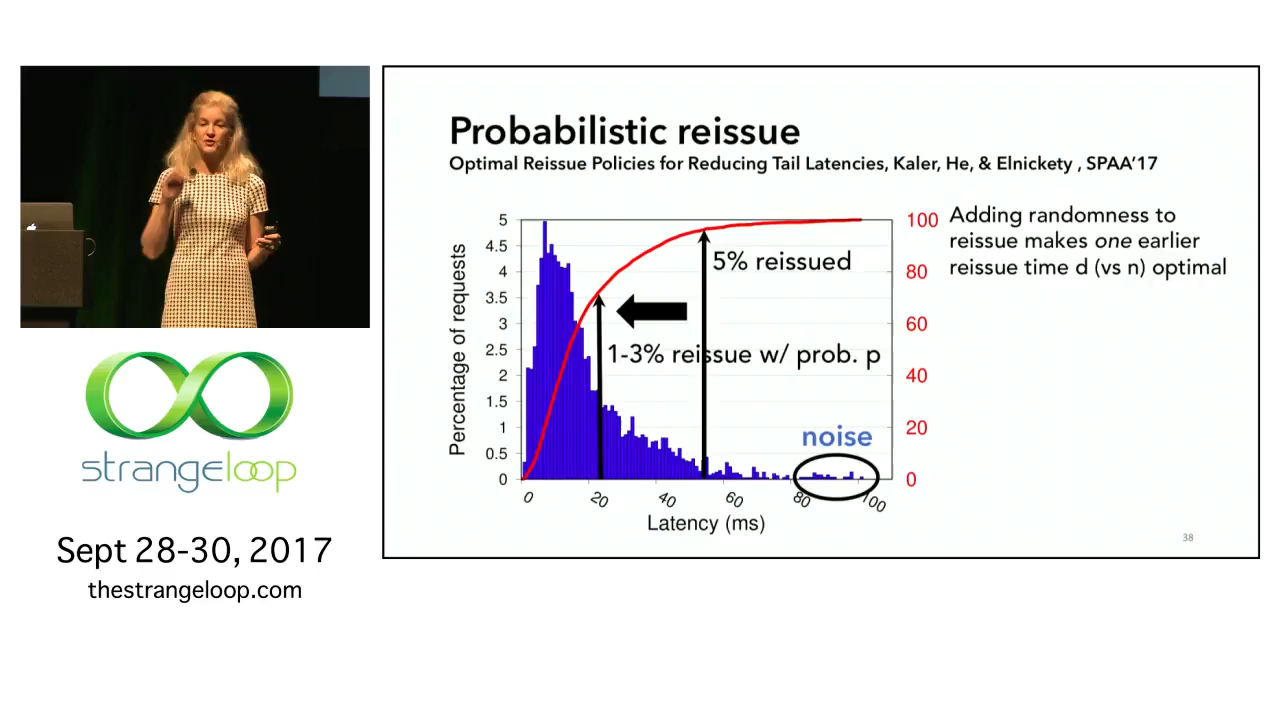 Probabilistic reissue
Optimal Reissue Policies for Reducing Tail Latencies, Kaler, He, & Elnickety , SPAA'17
Percentage of requests
5
4.5
4
3.5
3
2.5
2
1.5
1
0.5
0
100
80
60
40
20
0
5% reissued
1-3% reissue w/ prob. p
noise
0 20 40 60 80 100
Latency (ms)
Adding randomness to
reissue makes one earlier
reissue time d (vs n) optimal
38
strangeloop
Sept 28-30, 2017
thestrangeloop.com